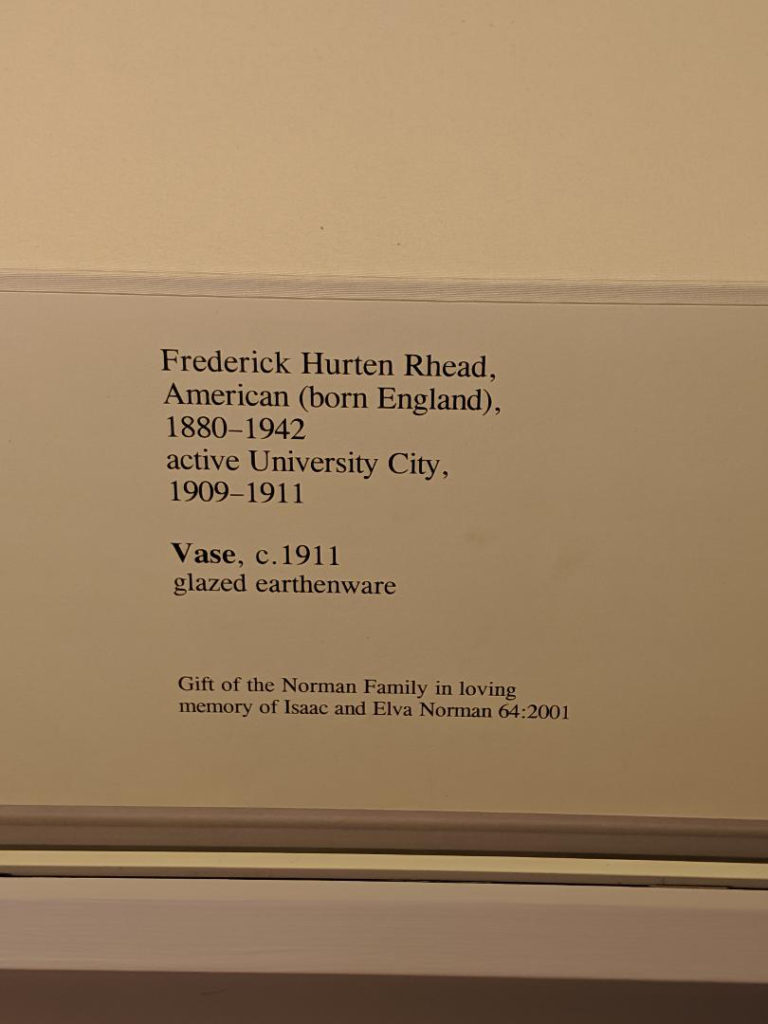 Frederick Hurten Rhead,
American (born England),
1880–1942
active University City,
1909–1911
Vase, c.1911
glazed earthenware
Gift of the Norman Family in loving
memory of Isaac and Elva Norman 64:2001